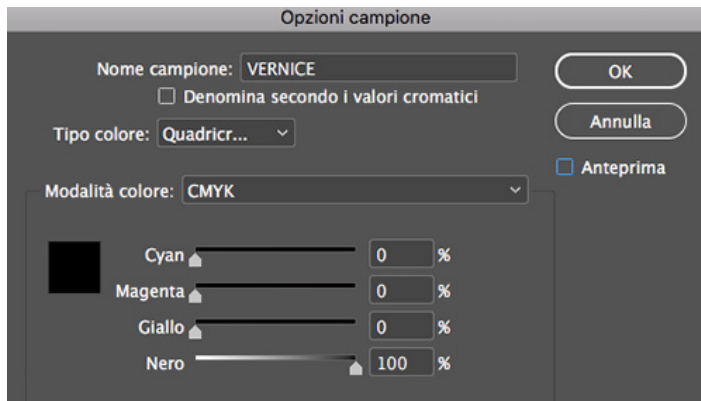 Opzioni campione
Nome campione: VERNICE
Denomina secondo i valori cromatici
Tipo colore: Quadricr...
OK
Annulla
Anteprima
Modalità colore: CMYK
Cyan 0 %
Magenta 0 %
Giallo 0 %
Nero 100 %